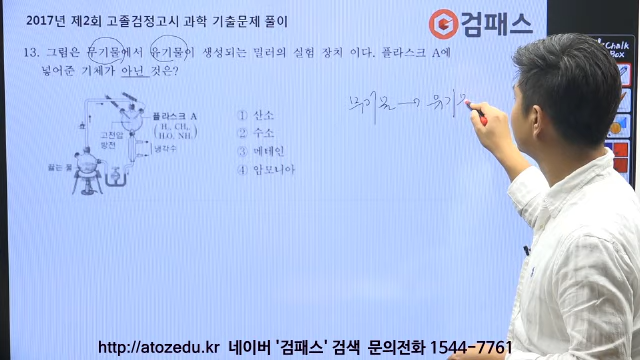 2017년 제2회 고졸검정고시 과학 기출문제 풀이
검패스
Chalk
Box
13. 그림은 무기물에서 유기물이 생성되는 밀러의 실험 장치 이다. 플라스크 A에
넣어준 기체가 아닌 것은?
무기물 → 유기
플라스크 A
(H₂, CH₄,
H₂O, NH₃)
고전압
방전
냉각수
끓는 물
① 산소
② 수소
③ 메테인
④ 암모니아
http://atozedu.kr 네이버 '검패스' 검색 문의전화 1544-7761